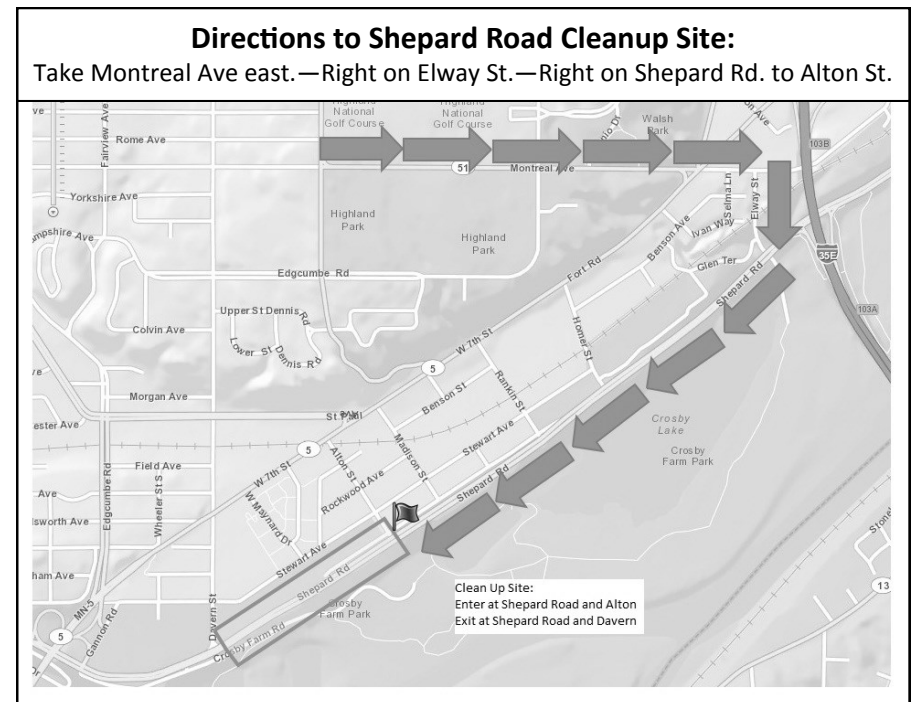 Directions to Shepard Road Cleanup Site:
Take Montreal Ave east.—Right on Elway St.—Right on Shepard Rd. to Alton St.
Highland
National
Golf Course
Highland
National
Golf Course
Walsh
Park
103B
Rome Ave
Fairview Ave
51
Montreal Ave
Yorkshire Ave
Selma Ln
Elway St
Highland
Park
Ivan Way
Benson Ave
Highland
Park
Glen Ter
35E
Edgcumbe Rd
Fort Rd
Shepard Rd
Upper St Dennis Rd
103A
Colvin Ave
Lower St Dennis Rd
W 7th St
Homer St
5
Morgan Ave
Benson St
Rankin St
St Paul
Crosby
Lake
Madison St
Stewart Ave
Crosby
Farm Park
5
Alton St
Field Ave
W 7th St
Rockwood Ave
Shepard Rd
Edgcumbe Rd
Wheeler St S
W Maynard Dr
Stewart Ave
Shepard Rd
Clean Up Site:
Enter at Shepard Road and Alton
Exit at Shepard Road and Davern
Crosby
Farm Park
13
MN-5
Gannon Rd
Davern St
5
Crosby Farm Rd